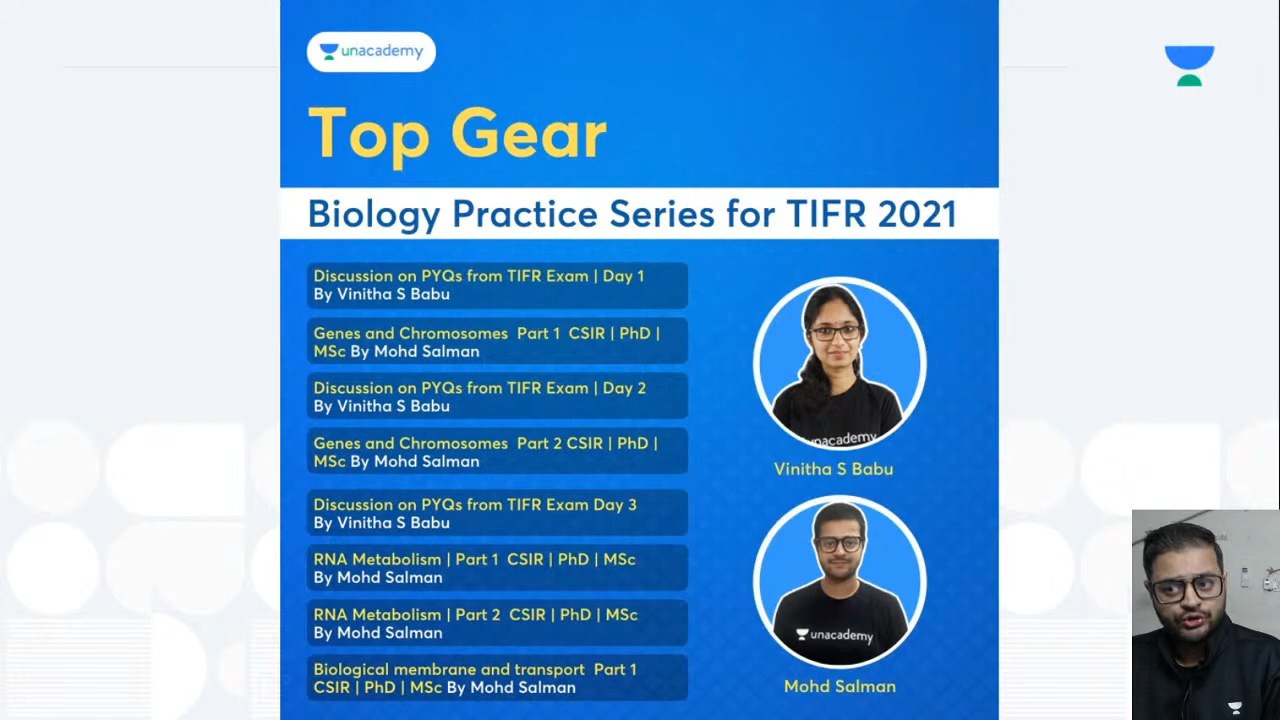 unacademy
Top Gear
Biology Practice Series for TIFR 2021
Discussion on PYQs from TIFR Exam | Day 1
By Vinitha S Babu
Genes and Chromosomes Part 1 CSIR | PhD |
MSc By Mohd Salman
Discussion on PYQs from TIFR Exam | Day 2
By Vinitha S Babu
Genes and Chromosomes Part 2 CSIR | PhD |
MSc By Mohd Salman
Discussion on PYQs from TIFR Exam Day 3
By Vinitha S Babu
RNA Metabolism | Part 1 CSIR | PhD | MSc
By Mohd Salman
RNA Metabolism | Part 2 CSIR | PhD | MSc
By Mohd Salman
Biological membrane and transport Part 1
CSIR | PhD | MSc By Mohd Salman
unacademy
Vinitha S Babu
unacademy
Mohd Salman